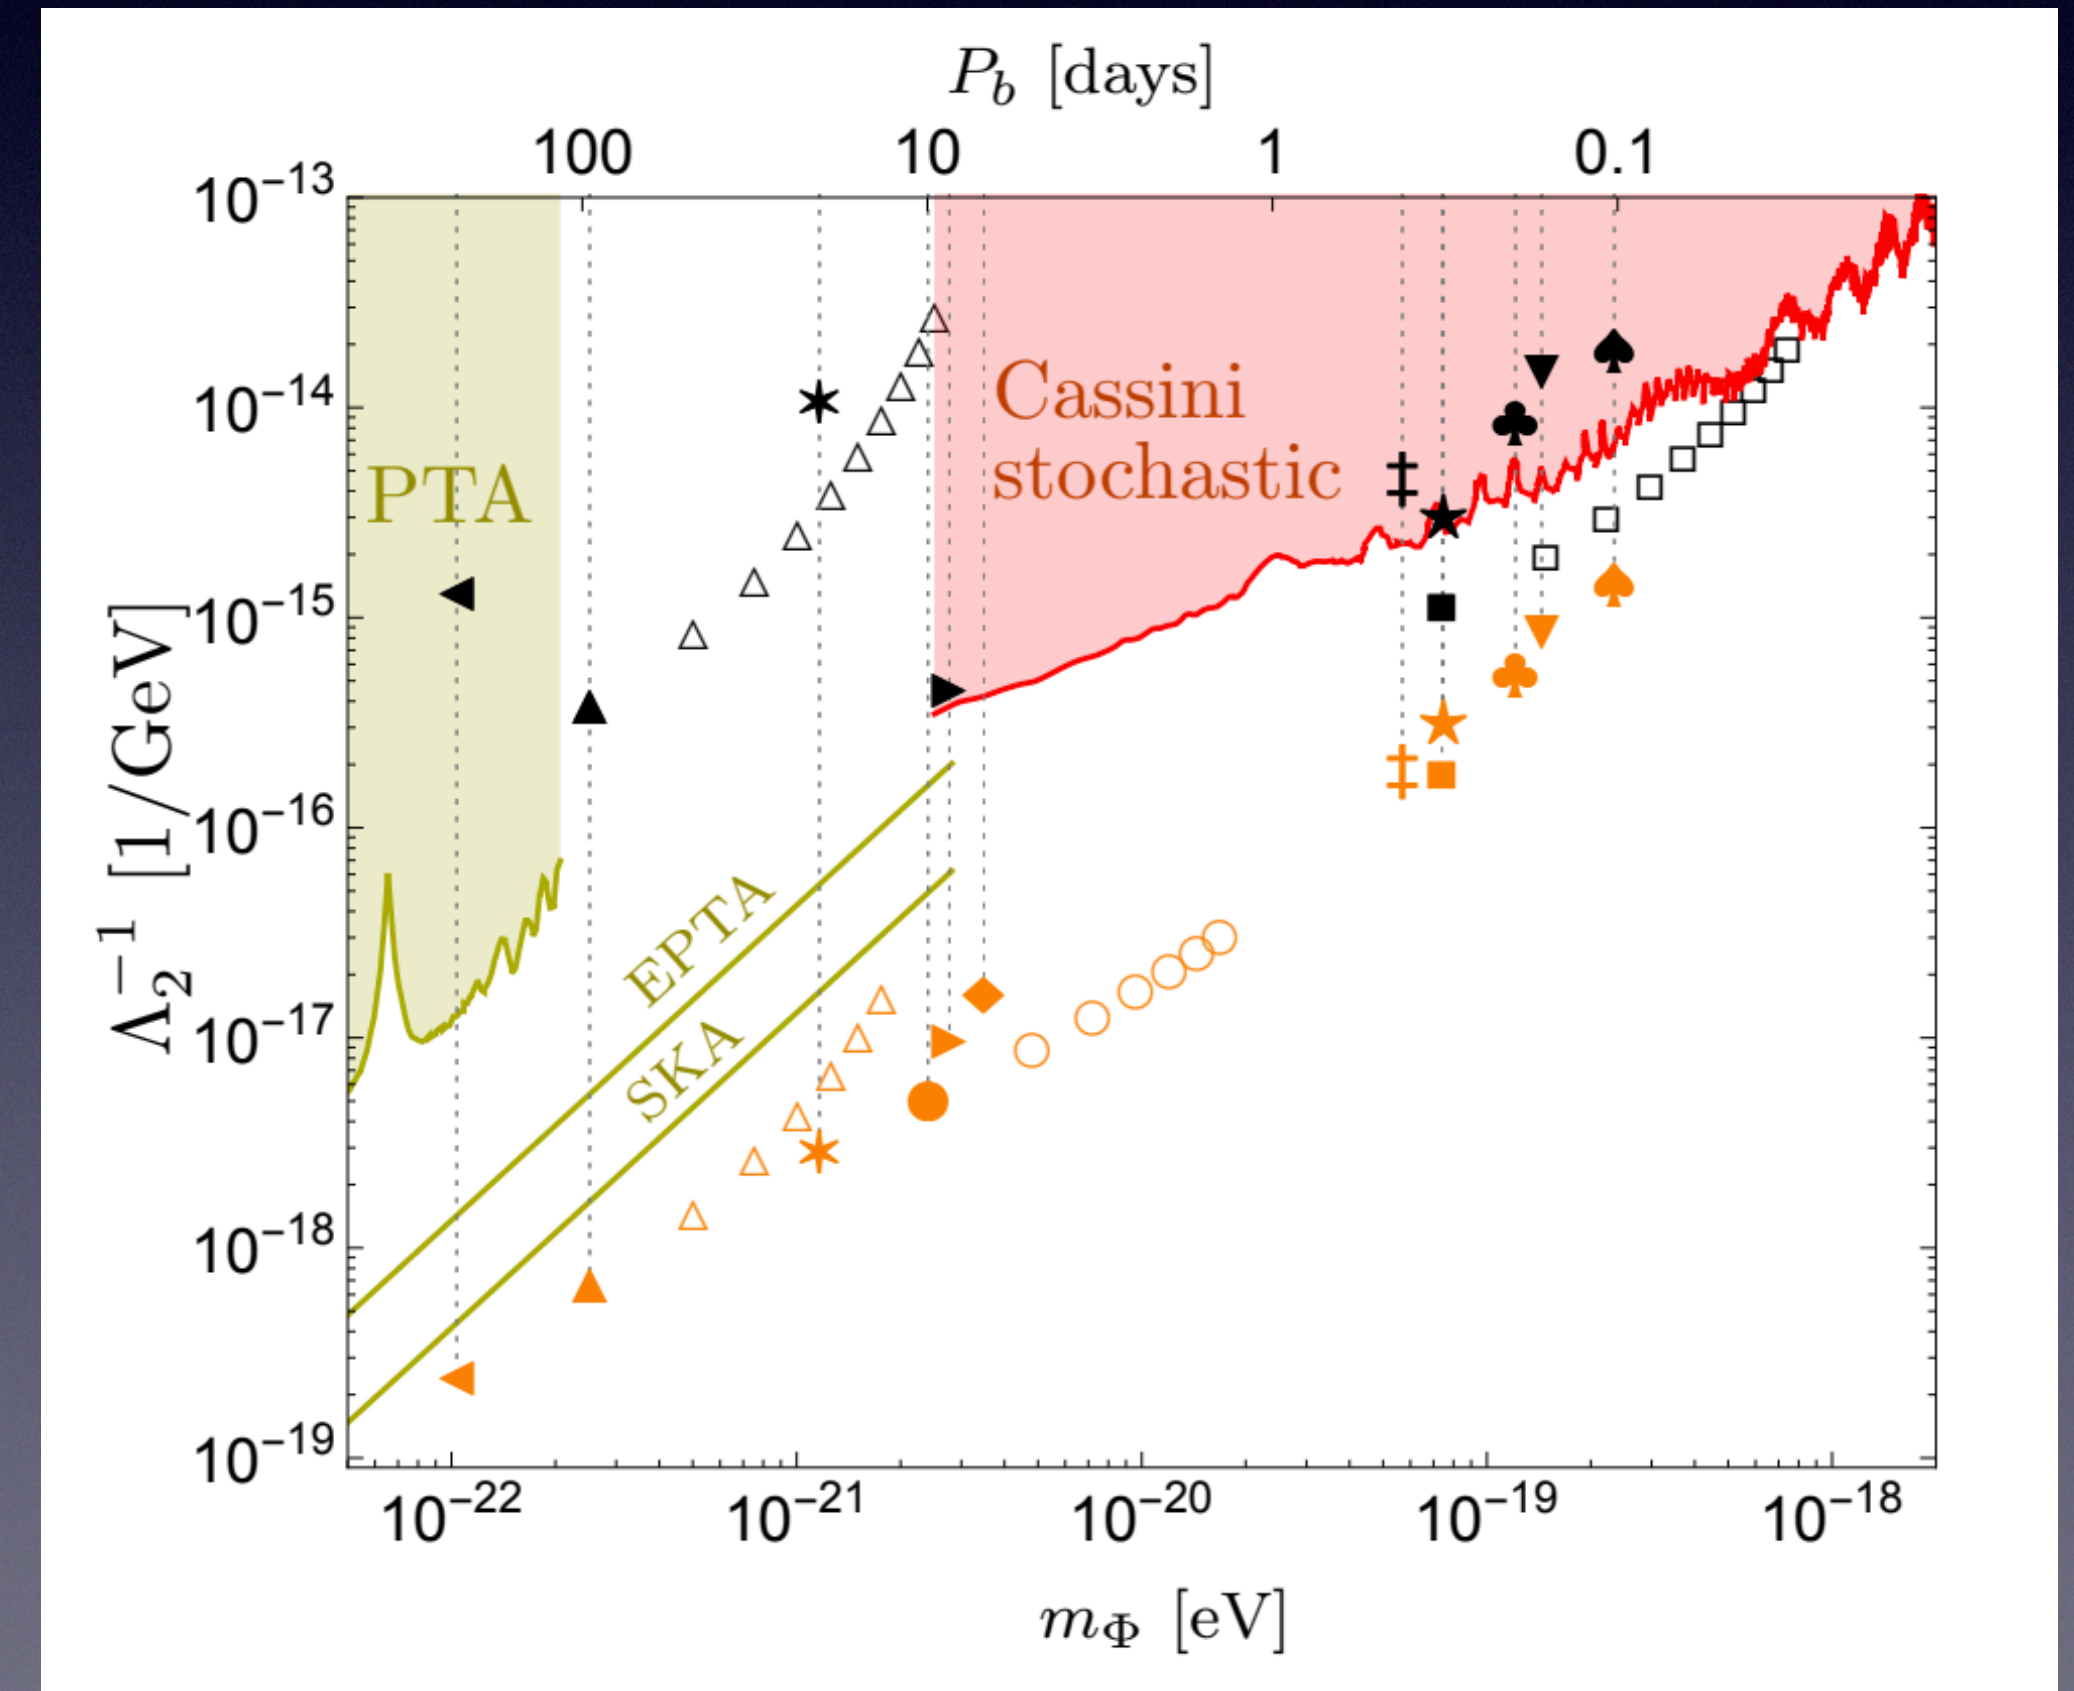 P_b [days]
100 10 1 0.1
10^−13
10^−14
10^−15
10^−16
10^−17
10^−18
10^−19
Λ_2^−1 [1/GeV]
PTA
Cassini
stochastic
EPTA
SKA
10^−22 10^−21 10^−20 10^−19 10^−18
m_Φ [eV]